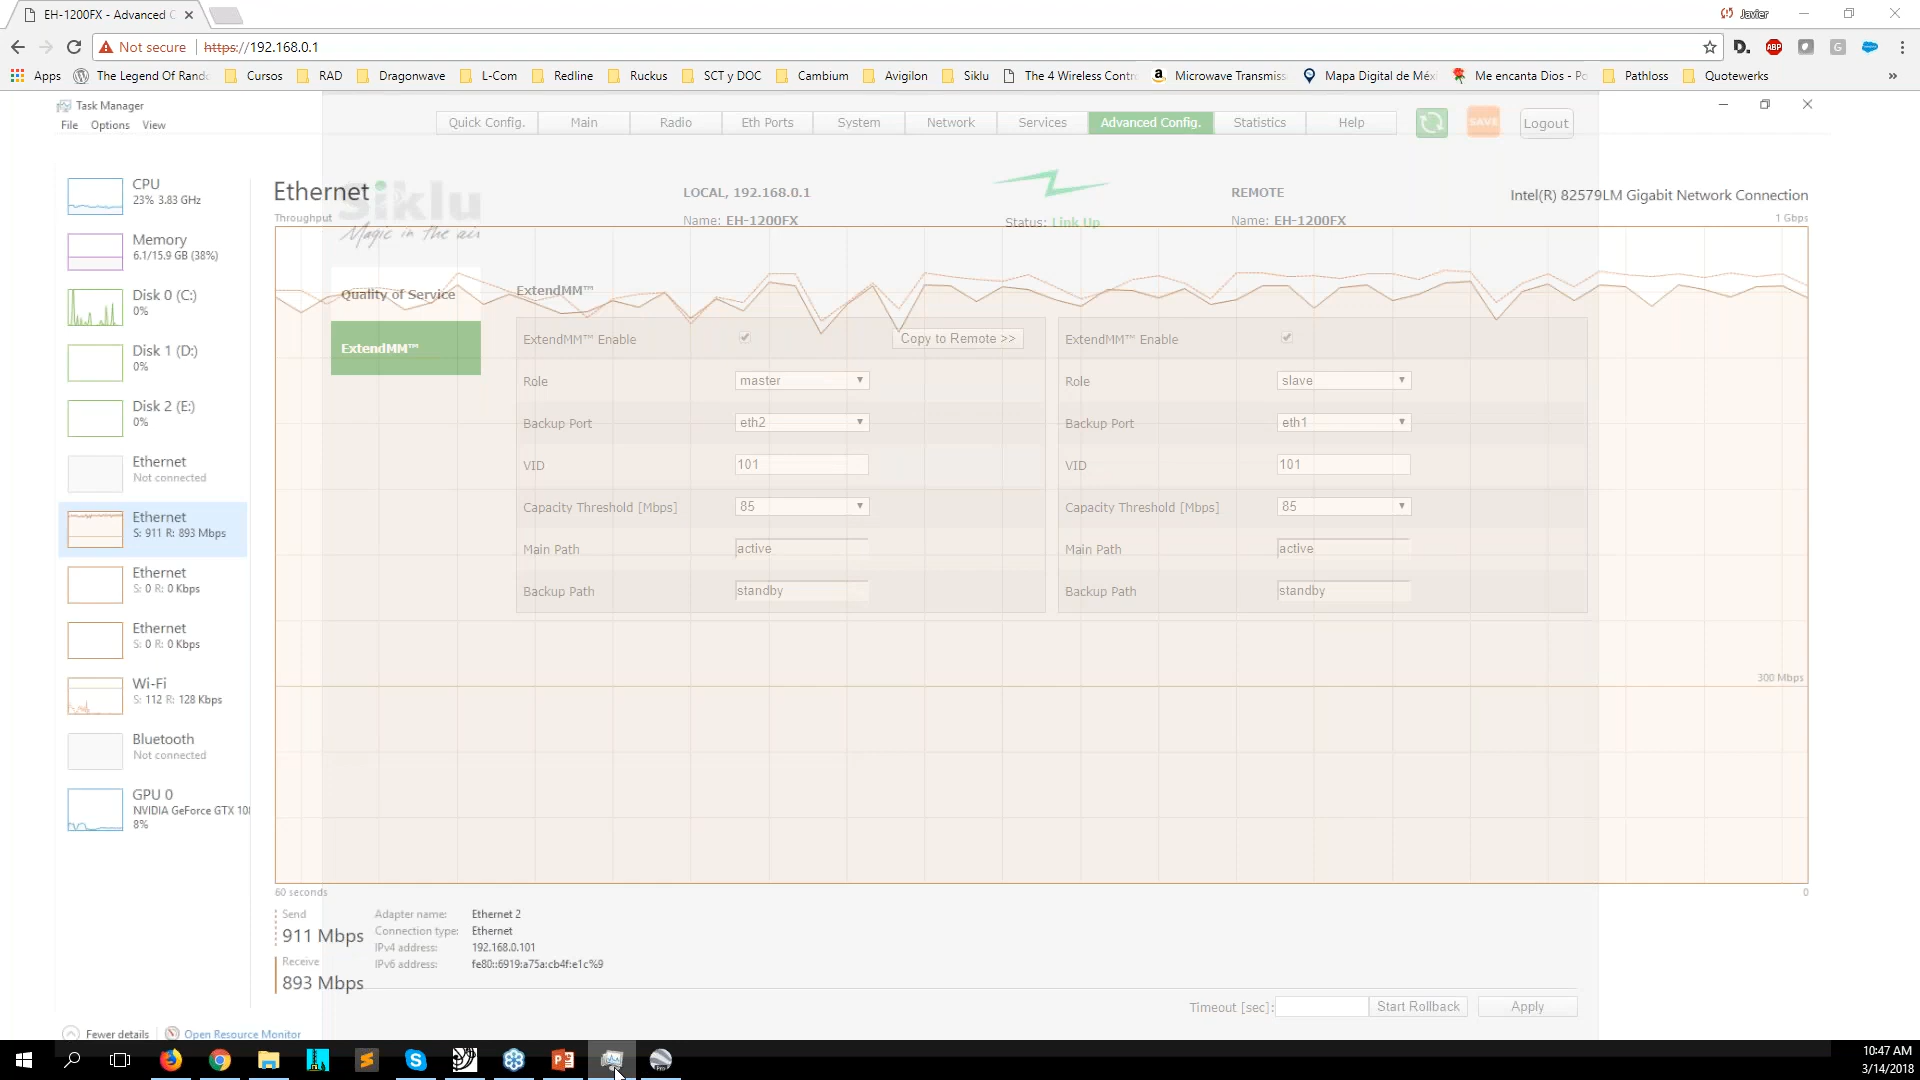 EH-1200FX - Advanced C
Javier
Not secure https://192.168.0.1
Apps The Legend Of Rando Cursos RAD Dragonwave L-Com Redline Ruckus SCT y DOC Cambium Avigilon Siklu The 4 Wireless Contro Microwave Transmiss Mapa Digital de Méxi Me encanta Dios - Po Pathloss Quotewerks »
Task Manager
File Options View
Quick Config. Main Radio Eth Ports System Network Services Advanced Config. Statistics Help SAVE Logout
CPU
23% 3.83 GHz
Memory
6.1/15.9 GB (38%)
Disk 0 (C:)
0%
Disk 1 (D:)
0%
Disk 2 (E:)
0%
Ethernet
Not connected
Ethernet
S: 911 R: 893 Mbps
Ethernet
S: 0 R: 0 Kbps
Ethernet
S: 0 R: 0 Kbps
Wi-Fi
S: 112 R: 128 Kbps
Bluetooth
Not connected
GPU 0
NVIDIA GeForce GTX 108
8%
Ethernet
Intel(R) 82579LM Gigabit Network Connection
Throughput
1 Gbps
Siklu
Magic in the air
LOCAL, 192.168.0.1
REMOTE
Name: EH-1200FX
Status: Link Up
Name: EH-1200FX
Quality of Service
ExtendMM™
ExtendMM™
ExtendMM™ Enable
Copy to Remote >>
Role master
Backup Port eth2
VID 101
Capacity Threshold [Mbps] 85
Main Path active
Backup Path standby
ExtendMM™ Enable
Role slave
Backup Port eth1
VID 101
Capacity Threshold [Mbps] 85
Main Path active
Backup Path standby
300 Mbps
60 seconds
0
Send
911 Mbps
Receive
893 Mbps
Adapter name: Ethernet 2
Connection type: Ethernet
IPv4 address: 192.168.0.101
IPv6 address: fe80::6919:a75a:cb4f:e1c%9
Timeout [sec]: Start Rollback Apply
Fewer details Open Resource Monitor
10:47 AM
3/14/2018